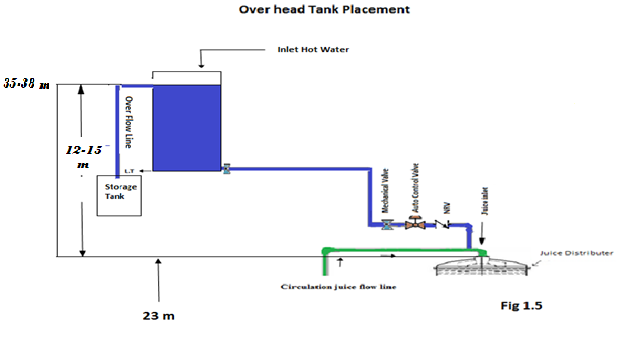 Over head Tank Placement
Inlet Hot Water
35-38 m
Over Flow Line
12-15
m
L.T
Storage
Tank
Mechanical Valve
Auto Control Valve
NRV
Juice inlet
Juice Distributer
Circulation juice flow line
Fig 1.5
23 m